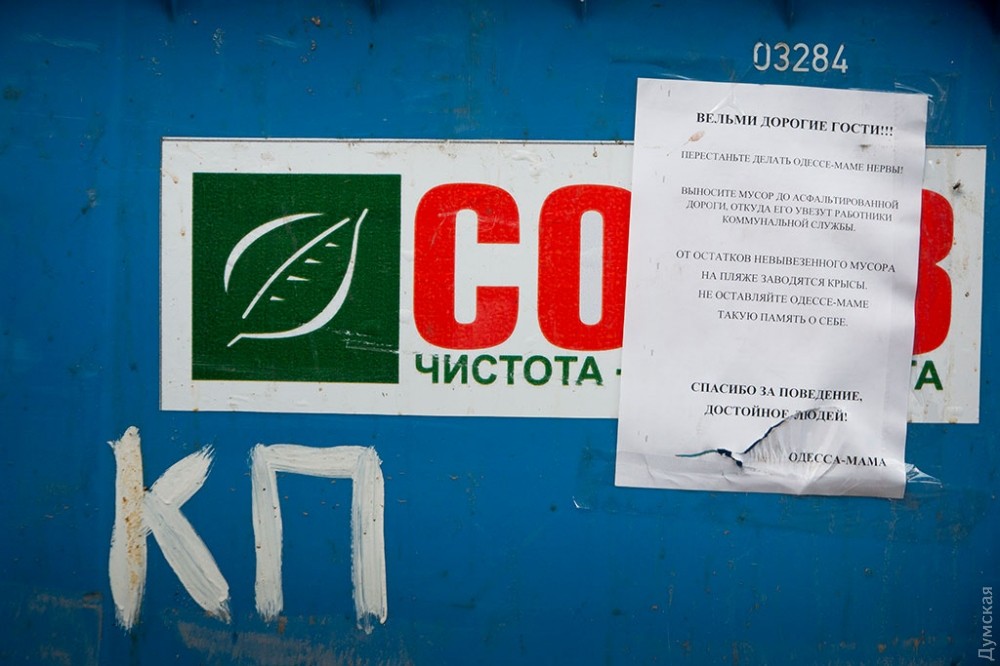 03284
ВЕЛЬМИ ДОРОГИЕ ГОСТИ!!!
ПЕРЕСТАНЬТЕ ДЕЛАТЬ ОДЕССЕ-МАМЕ НЕРВЫ!
ВЫНОСИТЕ МУСОР ДО АСФАЛЬТИРОВАННОЙ
ДОРОГИ, ОТКУДА ЕГО УВЕЗУТ РАБОТНИКИ
КОММУНАЛЬНОЙ СЛУЖБЫ.
ОТ ОСТАТКОВ НЕВЫВЕЗЕННОГО МУСОРА
НА ПЛЯЖЕ ЗАВОДЯТСЯ КРЫСЫ.
НЕ ОСТАВЛЯЙТЕ ОДЕССЕ-МАМЕ
ТАКУЮ ПАМЯТЬ О СЕБЕ.
СПАСИБО ЗА ПОВЕДЕНИЕ,
ДОСТОЙНОЕ ЛЮДЕЙ!
ОДЕССА-МАМА
ЧИСТОТА
КП
Думская